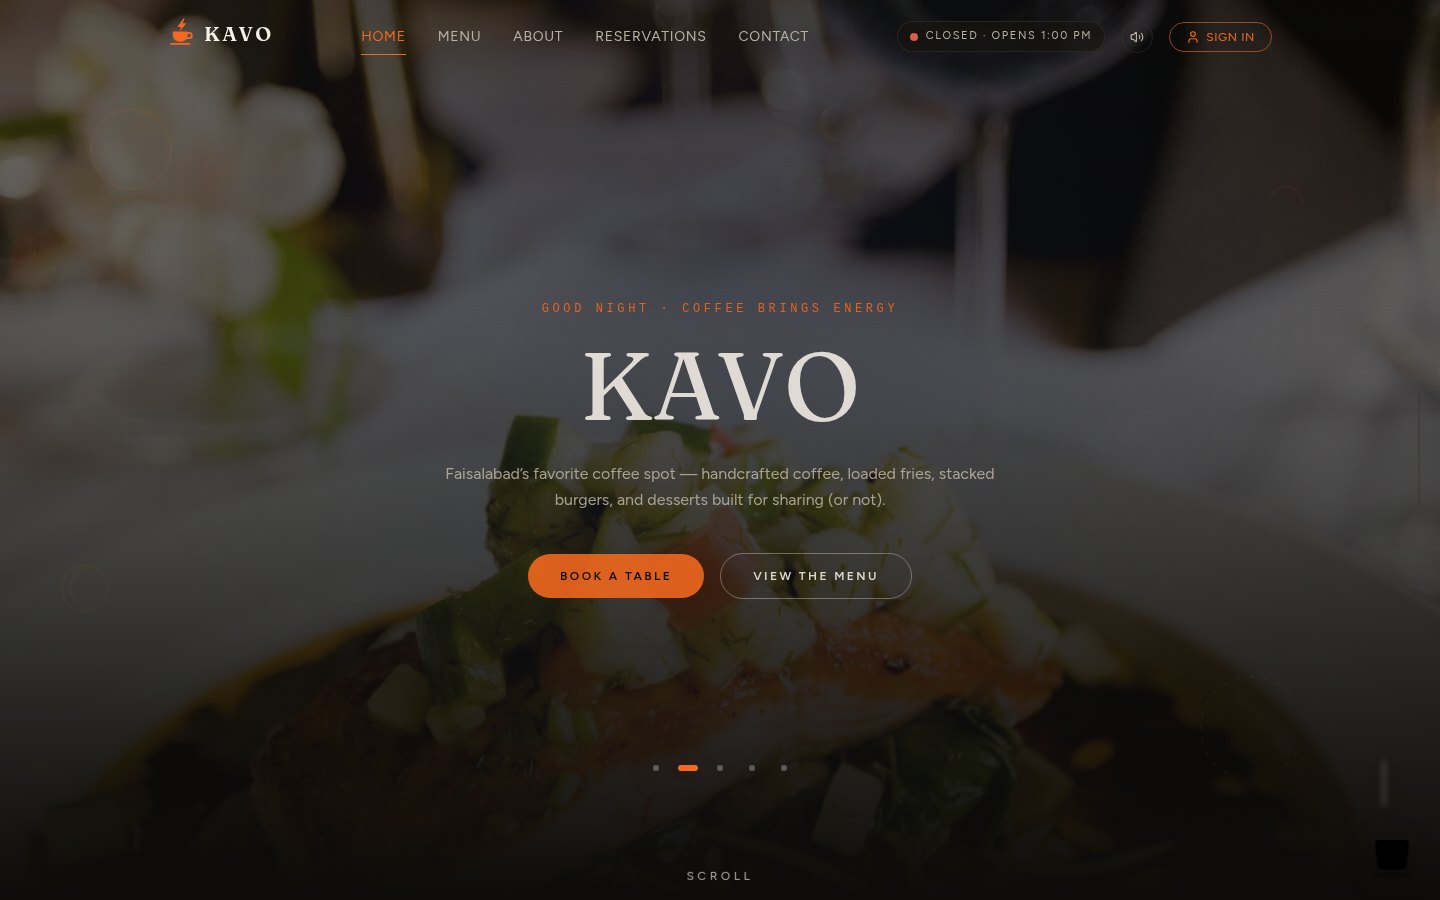 KAVO
HOME
MENU
ABOUT
RESERVATIONS
CONTACT
CLOSED · OPENS 1:00 PM
SIGN IN
GOOD NIGHT · COFFEE BRINGS ENERGY
KAVO
Faisalabad’s favorite coffee spot — handcrafted coffee, loaded fries, stacked
burgers, and desserts built for sharing (or not).
BOOK A TABLE
VIEW THE MENU
SCROLL